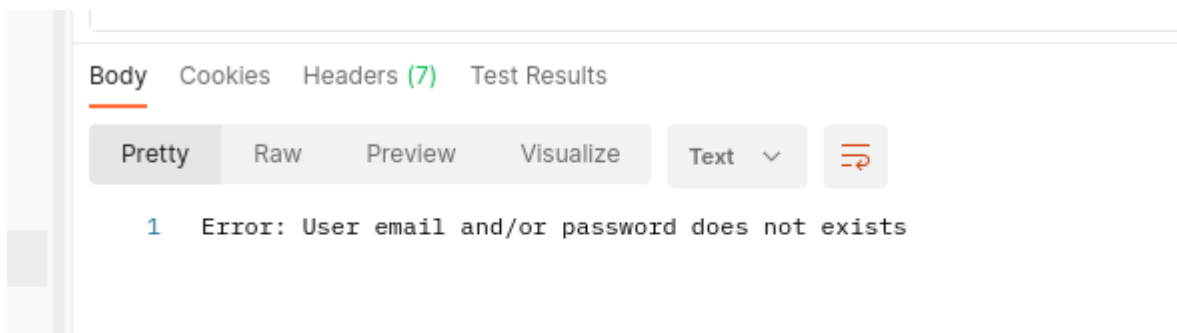 Body Cookies Headers (7) Test Results
Pretty Raw Preview Visualize Text
1 Error: User email and/or password does not exists